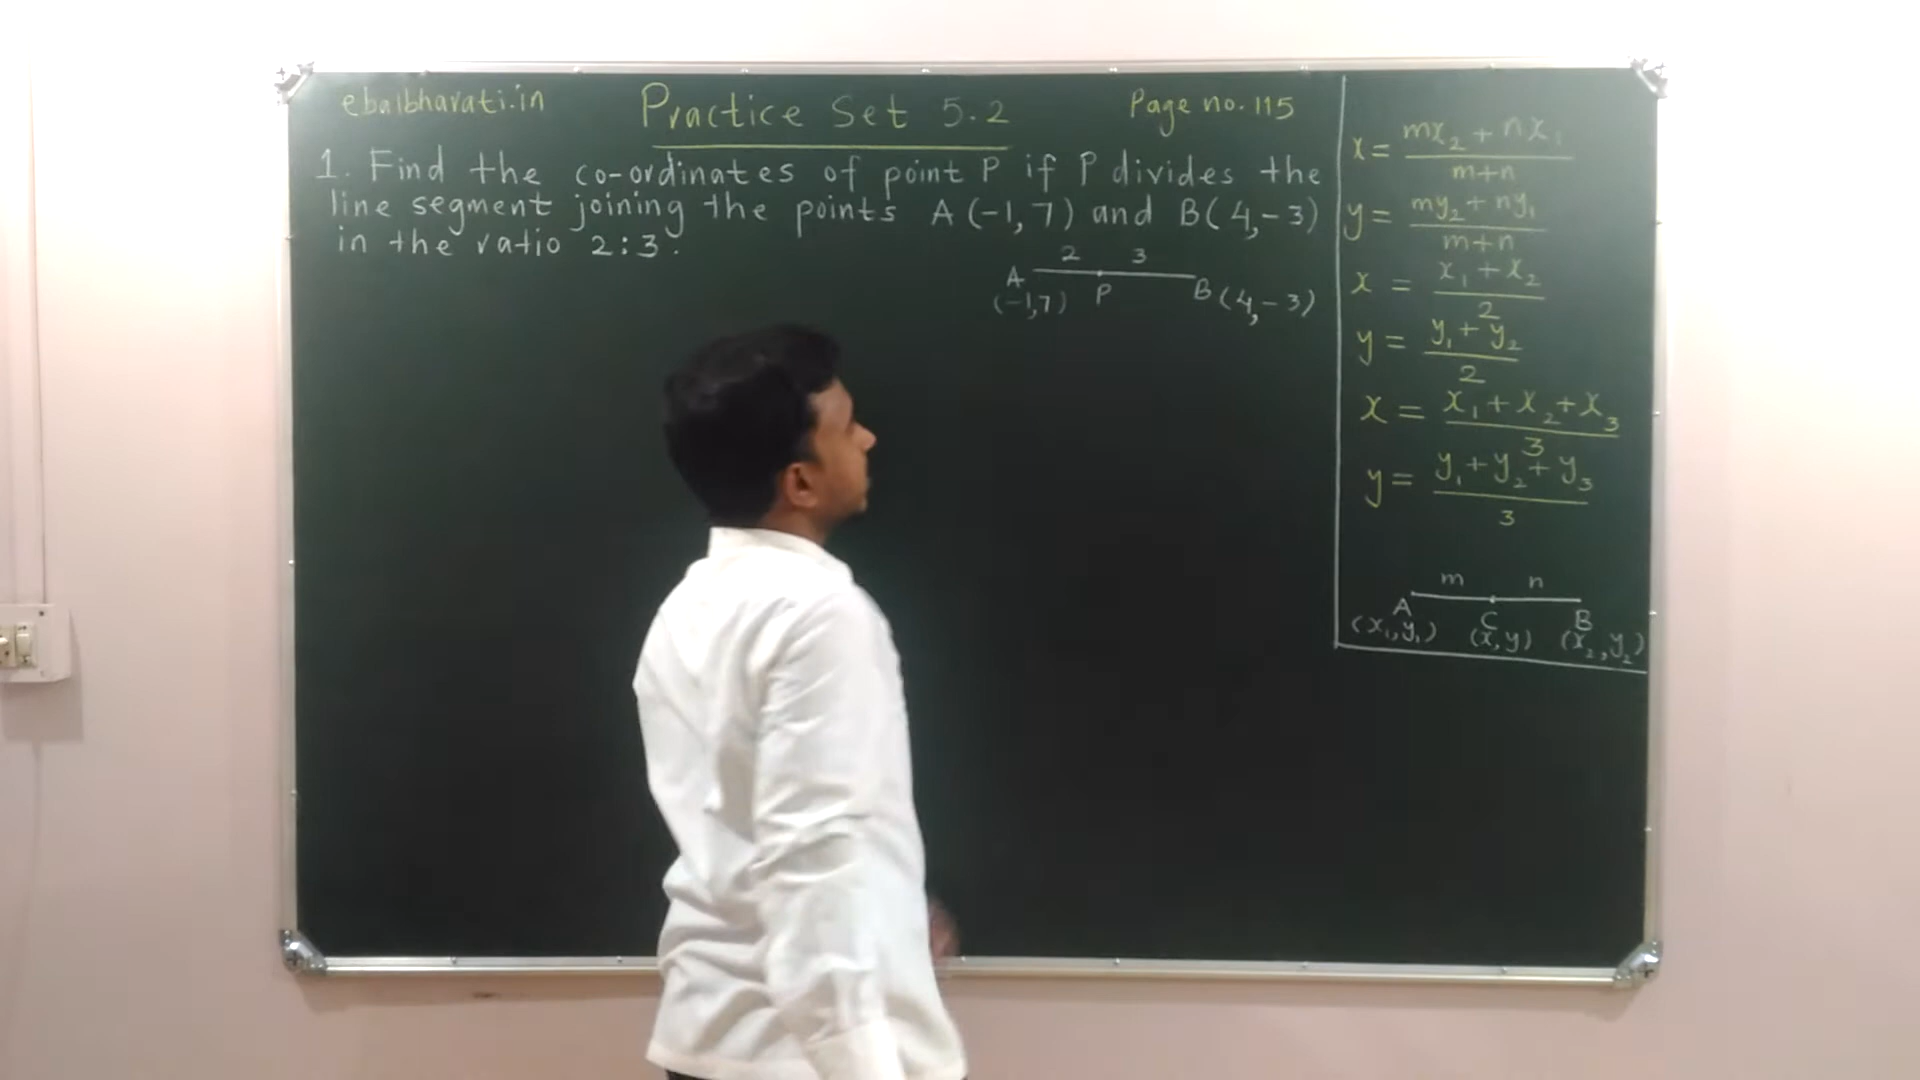 ebalbharati.in Practice Set 5.2 Page no. 115
1. Find the co-ordinates of point P if P divides the
line segment joining the points A (-1, 7) and B (4, -3)
in the ratio 2:3.
2 3
A P B
(-1,7) (4,-3)
x = mx₂ + nx₁ / m+n
y = my₂ + ny₁ / m+n
x = x₁ + x₂ / 2
y = y₁ + y₂ / 2
x = x₁ + x₂ + x₃ / 3
y = y₁ + y₂ + y₃ / 3
m n
A C B
(x₁, y₁) (x, y) (x₂, y₂)